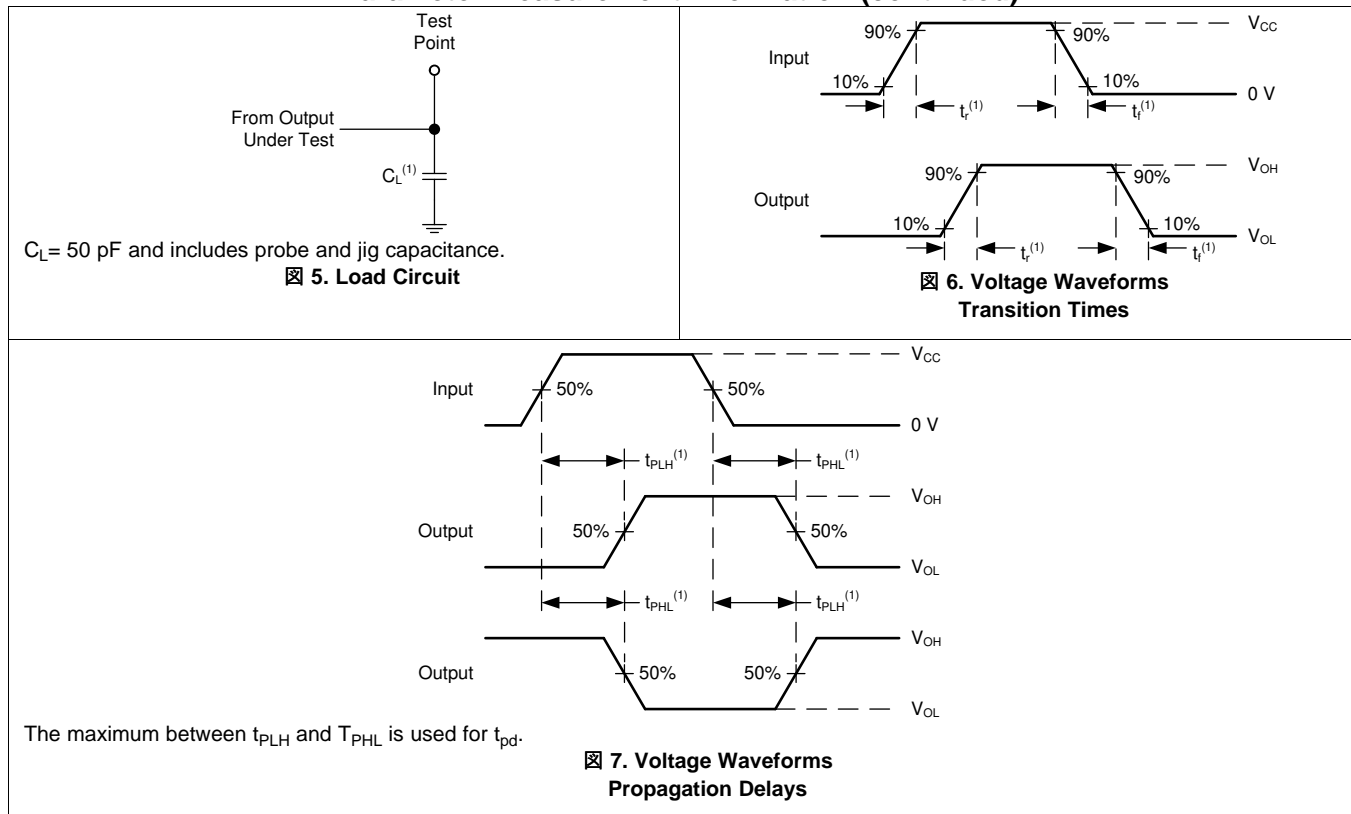 Test
Point
From Output
Under Test
C_L^(1)
C_L= 50 pF and includes probe and jig capacitance.
図 5. Load Circuit
Input
90%
90%
V_CC
10%
10%
0 V
t_r^(1)
t_f^(1)
Output
90%
90%
V_OH
10%
10%
V_OL
t_r^(1)
t_f^(1)
図 6. Voltage Waveforms
Transition Times
V_CC
Input
50%
50%
0 V
t_PLH^(1)
t_PHL^(1)
V_OH
Output
50%
50%
V_OL
t_PHL^(1)
t_PLH^(1)
V_OH
Output
50%
50%
V_OL
The maximum between t_PLH and T_PHL is used for t_pd.
図 7. Voltage Waveforms
Propagation Delays